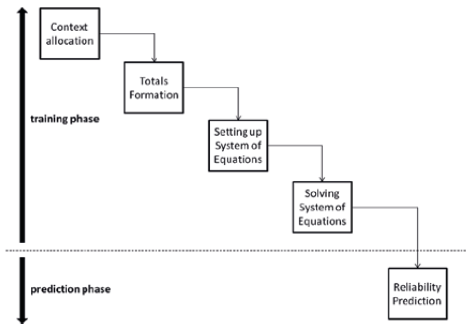 Context
allocation
Totals
Formation
training phase
Setting up
System of
Equations
Solving
System of
Equations
prediction phase
Reliability
Prediction